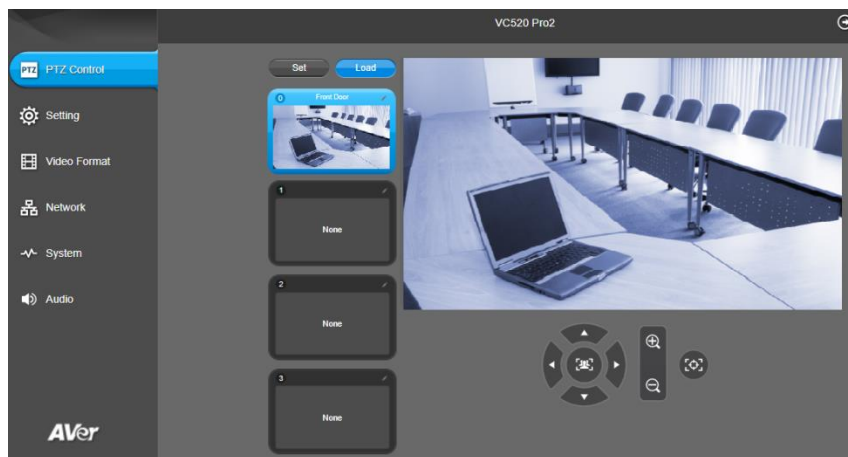 VC520 Pro2
PTZ PTZ Control
Setting
Video Format
Network
System
Audio
AVer
Set Load
0 Front Door
1
None
2
None
3
None